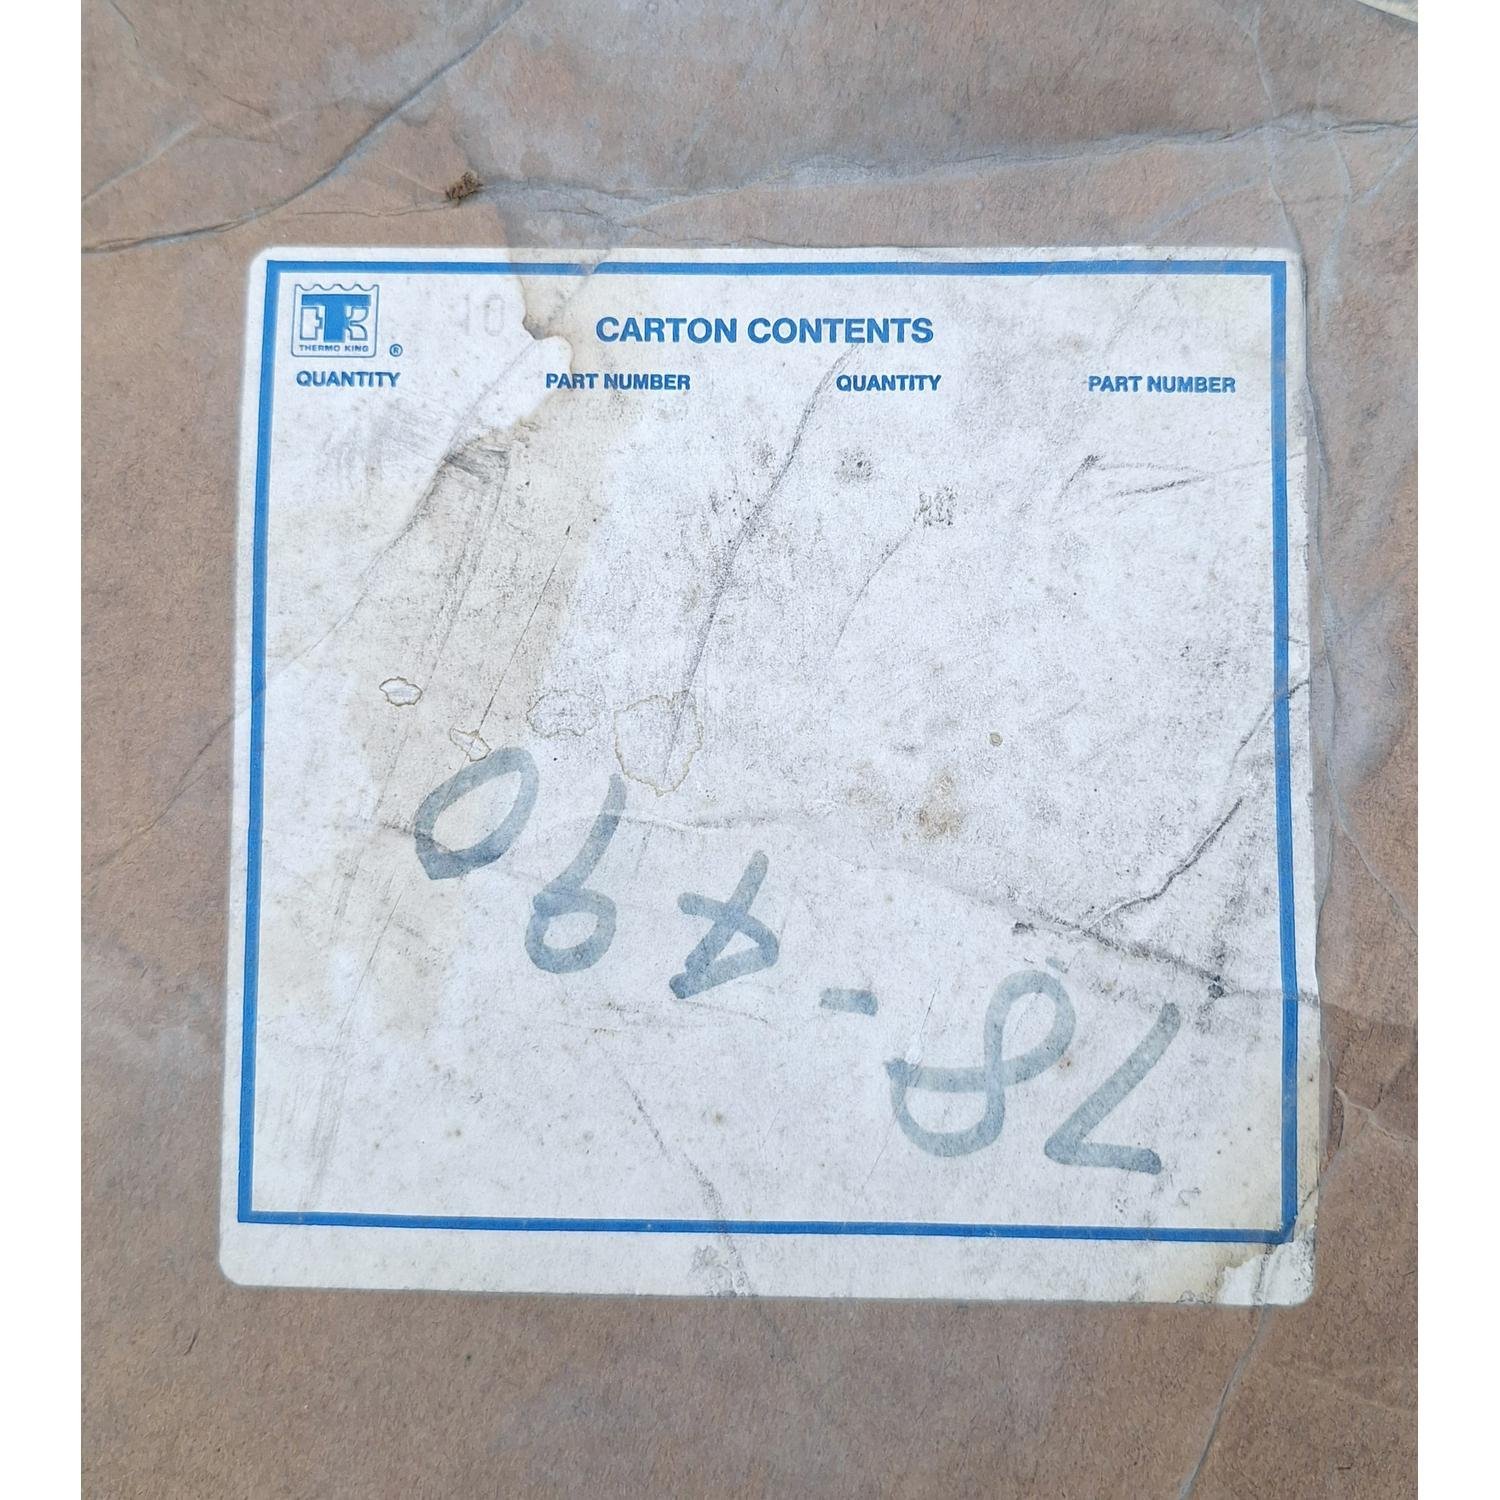 THERMO KING ®
CARTON CONTENTS
QUANTITY PART NUMBER QUANTITY PART NUMBER
78-490